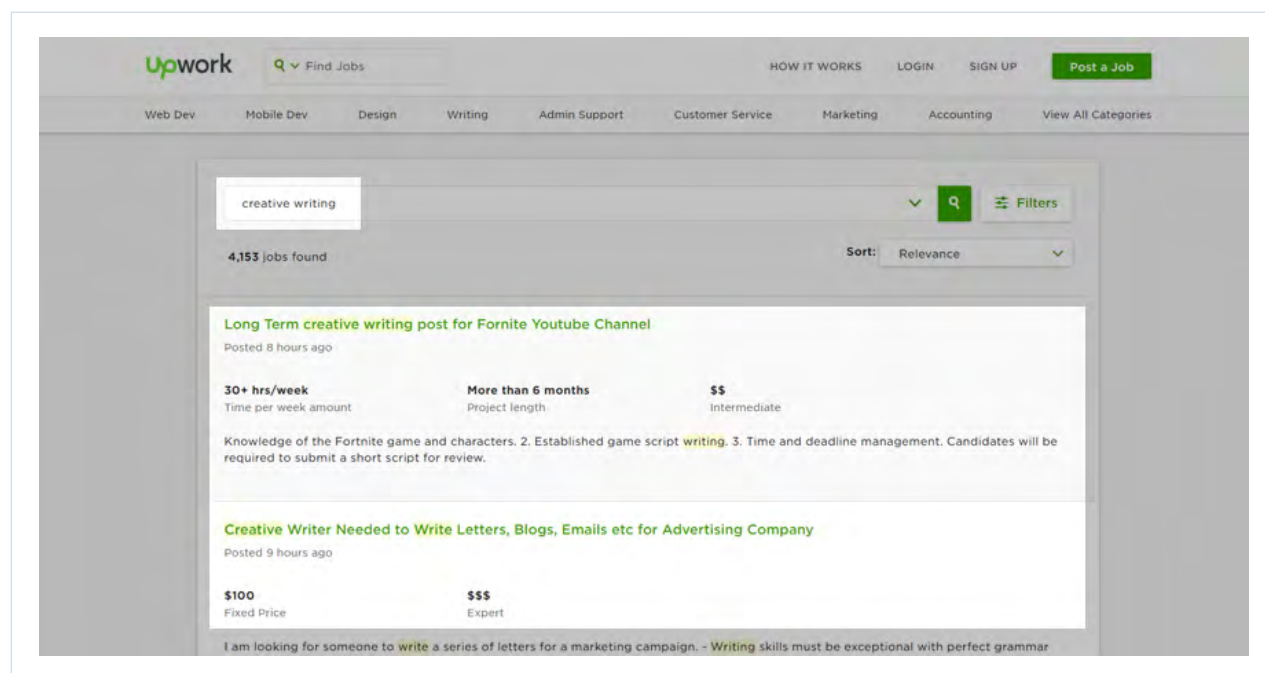 Upwork Find Jobs HOW IT WORKS LOGIN SIGN UP Post a Job
Web Dev Mobile Dev Design Writing Admin Support Customer Service Marketing Accounting View All Categories
creative writing Filters
4,153 jobs found Sort: Relevance
Long Term creative writing post for Fornite Youtube Channel
Posted 8 hours ago
30+ hrs/week More than 6 months $$
Time per week amount Project length Intermediate
Knowledge of the Fortnite game and characters. 2. Established game script writing. 3. Time and deadline management. Candidates will be
required to submit a short script for review.
Creative Writer Needed to Write Letters, Blogs, Emails etc for Advertising Company
Posted 9 hours ago
$100 $$$
Fixed Price Expert
I am looking for someone to write a series of letters for a marketing campaign. - Writing skills must be exceptional with perfect grammar